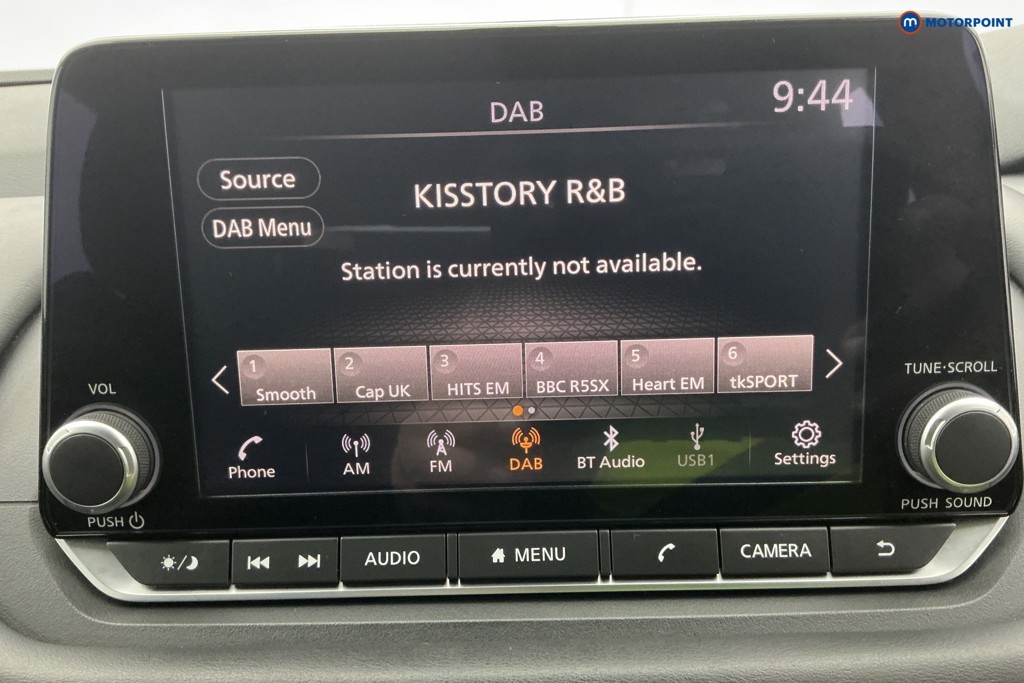 m MOTORPOINT
DAB
9:44
Source
KISSTORY R&B
DAB Menu
Station is currently not available.
1 Smooth
2 Cap UK
3 HITS EM
4 BBC R5SX
5 Heart EM
6 tkSPORT
VOL
TUNE·SCROLL
Phone
AM
FM
DAB
BT Audio
USB1
Settings
PUSH
PUSH SOUND
AUDIO
MENU
CAMERA